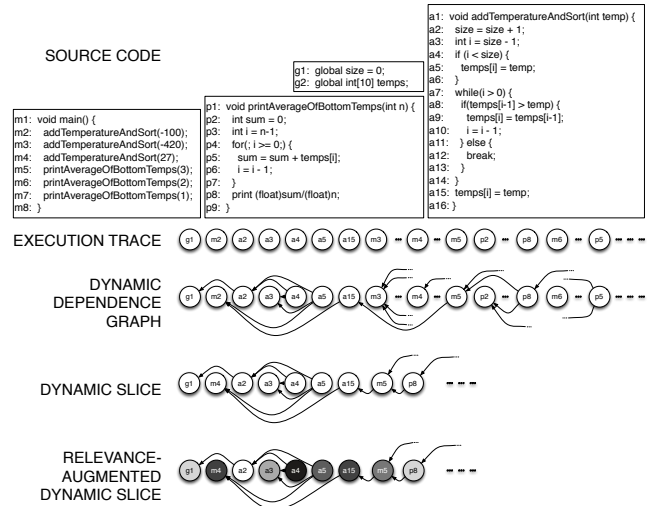 SOURCE CODE
g1: global size = 0;
g2: global int[10] temps;
m1: void main() {
m2: addTemperatureAndSort(-100);
m3: addTemperatureAndSort(-420);
m4: addTemperatureAndSort(27);
m5: printAverageOfBottomTemps(3);
m6: printAverageOfBottomTemps(2);
m7: printAverageOfBottomTemps(1);
m8: }
p1: void printAverageOfBottomTemps(int n) {
p2: int sum = 0;
p3: int i = n-1;
p4: for(; i >= 0;) {
p5: sum = sum + temps[i];
p6: i = i - 1;
p7: }
p8: print (float)sum/(float)n;
p9: }
a1: void addTemperatureAndSort(int temp) {
a2: size = size + 1;
a3: int i = size - 1;
a4: if (i < size) {
a5: temps[i] = temp;
a6: }
a7: while(i > 0) {
a8: if(temps[i-1] > temp) {
a9: temps[i] = temps[i-1];
a10: i = i - 1;
a11: } else {
a12: break;
a13: }
a14: }
a15: temps[i] = temp;
a16: }
EXECUTION TRACE
g1 m2 a2 a3 a4 a5 a15 m3 ... m4 ... m5 p2 ... p8 m6 ... p5 ... ... ...
DYNAMIC
DEPENDENCE
GRAPH
g1 m2 a2 a3 a4 a5 a15 m3 ... m4 ... m5 p2 ... p8 m6 ... p5 ... ... ...
DYNAMIC SLICE
g1 m4 a2 a3 a4 a5 a15 m5 p8 ... ... ...
RELEVANCE-
AUGMENTED
DYNAMIC SLICE
g1 m4 a2 a3 a4 a5 a15 m5 p8 ... ... ...